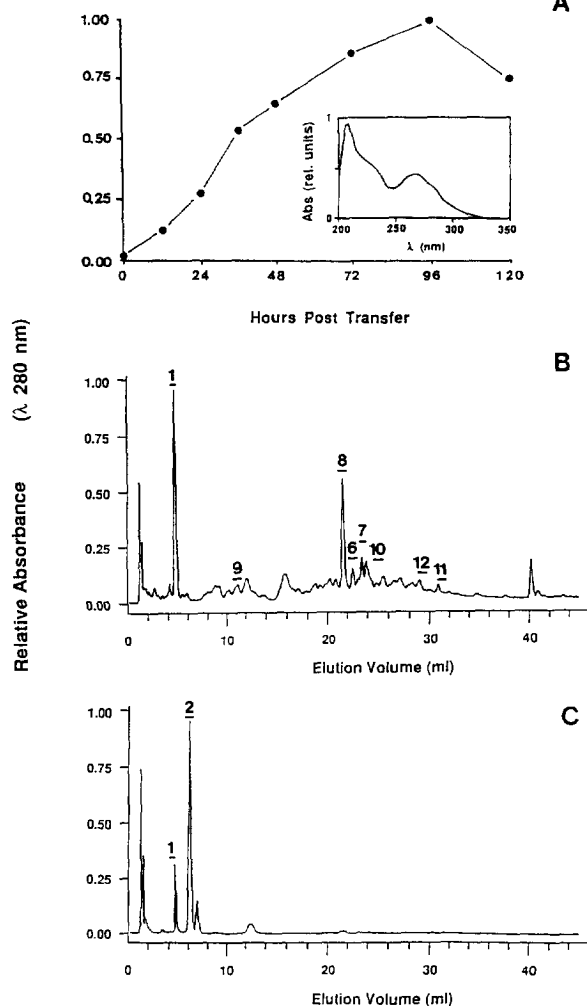 A
1.00
0.75
0.50
0.25
0.00
0 24 48 72 96 120
Hours Post Transfer
1
0
Abs (rel. units)
200 250 300 350
λ (nm)
Relative Absorbance (λ 280 nm)
B
1.00
0.75
0.50
0.25
0.00
1
9
8
6
7
10
12
11
0 10 20 30 40
Elution Volume (ml)
C
1.00
0.75
0.50
0.25
0.00
1
2
0 10 20 30 40
Elution Volume (ml)